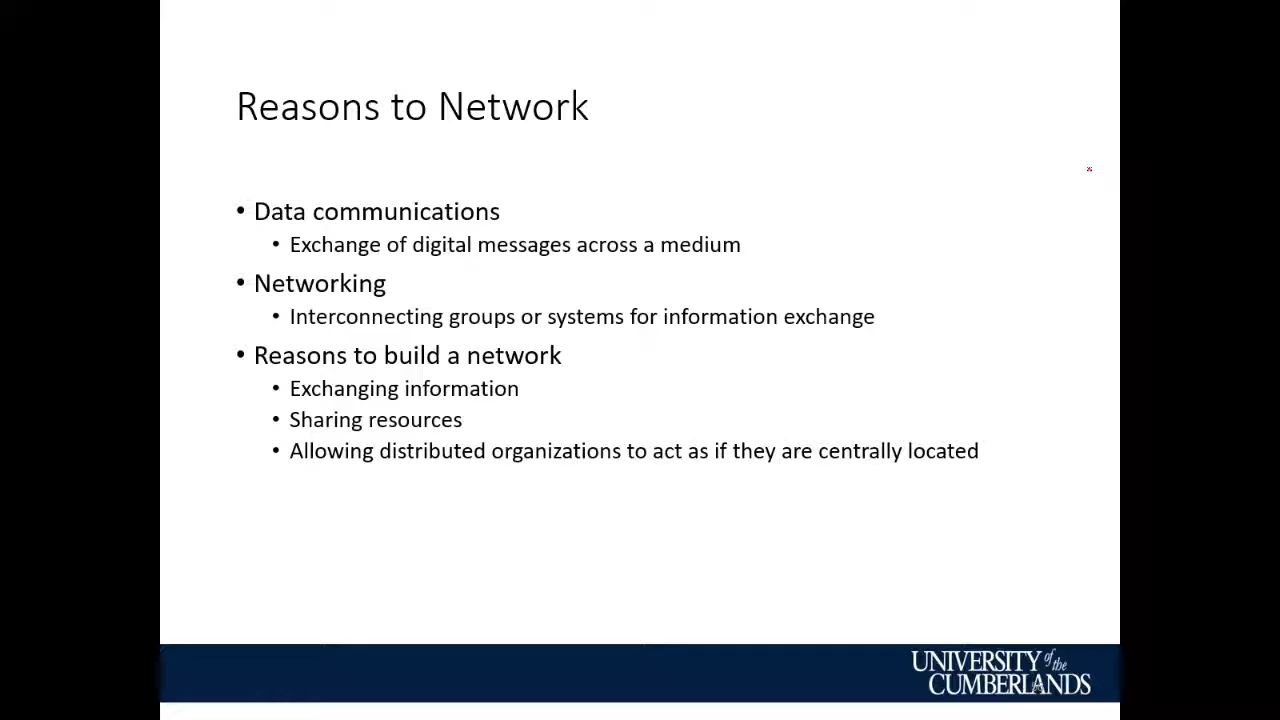 Reasons to Network
• Data communications
• Exchange of digital messages across a medium
• Networking
• Interconnecting groups or systems for information exchange
• Reasons to build a network
• Exchanging information
• Sharing resources
• Allowing distributed organizations to act as if they are centrally located
UNIVERSITY of the
CUMBERLANDS